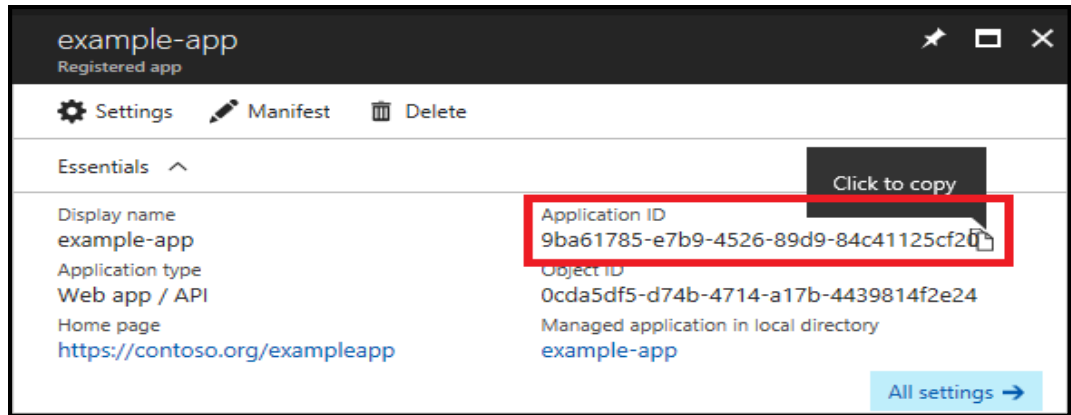 example-app
Registered app
Settings Manifest Delete
Essentials
Click to copy
Display name
example-app
Application type
Web app / API
Home page
https://contoso.org/exampleapp
Application ID
9ba61785-e7b9-4526-89d9-84c41125cf20
Object ID
0cda5df5-d74b-4714-a17b-4439814f2e24
Managed application in local directory
example-app
All settings